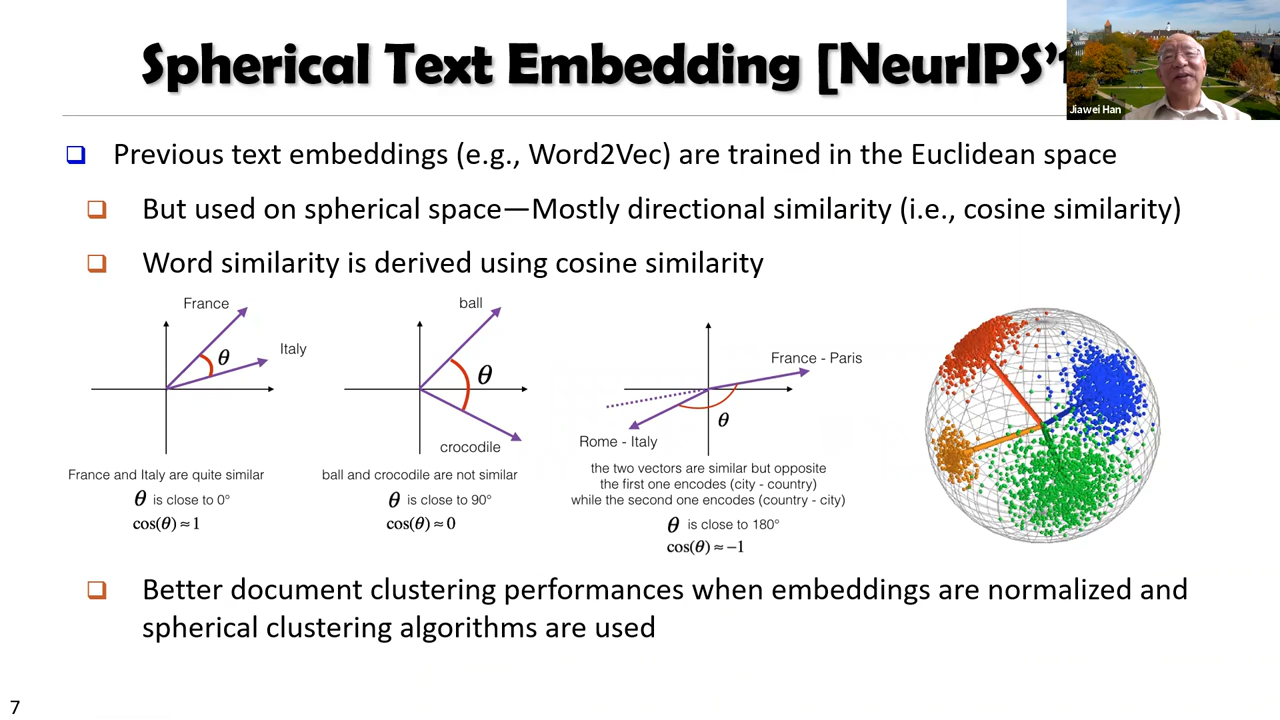 Spherical Text Embedding [NeurIPS'1
Jiawei Han
Previous text embeddings (e.g., Word2Vec) are trained in the Euclidean space
But used on spherical space—Mostly directional similarity (i.e., cosine similarity)
Word similarity is derived using cosine similarity
France
Italy
θ
France and Italy are quite similar
θ is close to 0°
cos(θ) ≈ 1
ball
θ
crocodile
ball and crocodile are not similar
θ is close to 90°
cos(θ) ≈ 0
France - Paris
θ
Rome - Italy
the two vectors are similar but opposite
the first one encodes (city - country)
while the second one encodes (country - city)
θ is close to 180°
cos(θ) ≈ −1
Better document clustering performances when embeddings are normalized and
spherical clustering algorithms are used
7